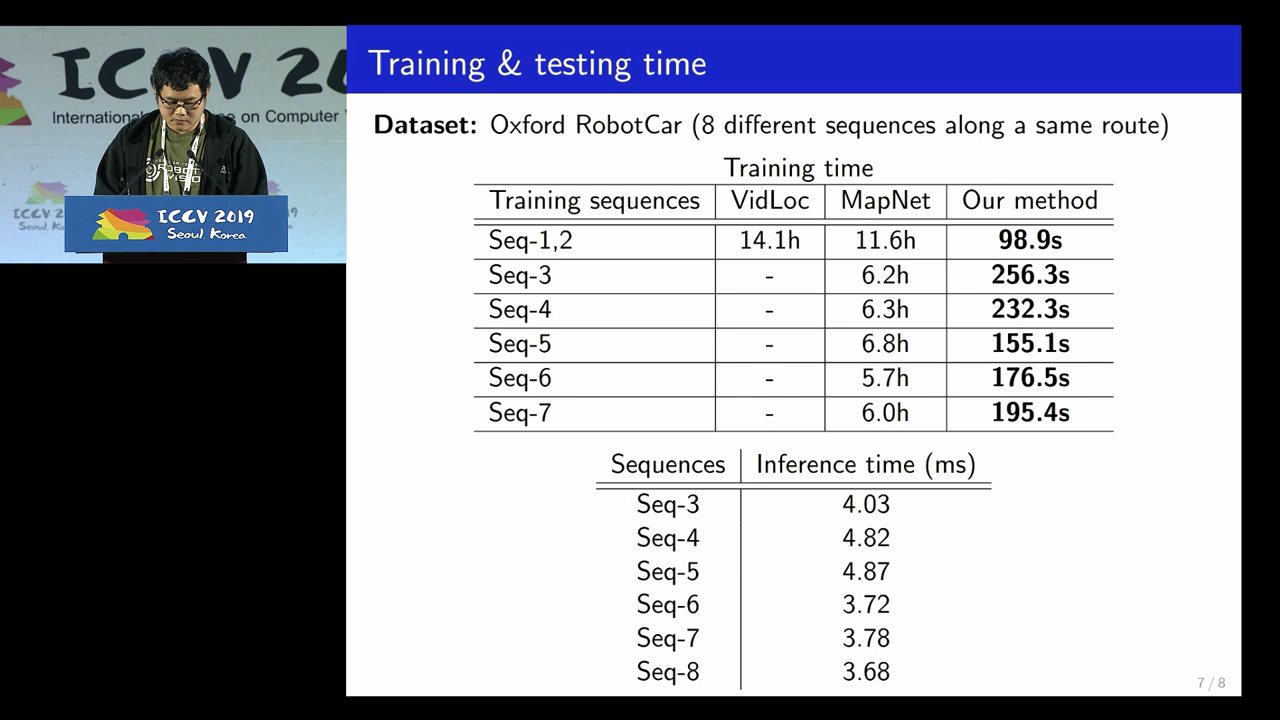 ICCV 20
International
e on Computer
ICCV 2019
Seoul, Korea
Training & testing time
Dataset: Oxford RobotCar (8 different sequences along a same route)
Training time
Training sequences VidLoc MapNet Our method
Seq-1,2 14.1h 11.6h 98.9s
Seq-3 - 6.2h 256.3s
Seq-4 - 6.3h 232.3s
Seq-5 - 6.8h 155.1s
Seq-6 - 5.7h 176.5s
Seq-7 - 6.0h 195.4s
Sequences Inference time (ms)
Seq-3 4.03
Seq-4 4.82
Seq-5 4.87
Seq-6 3.72
Seq-7 3.78
Seq-8 3.68
7 / 8